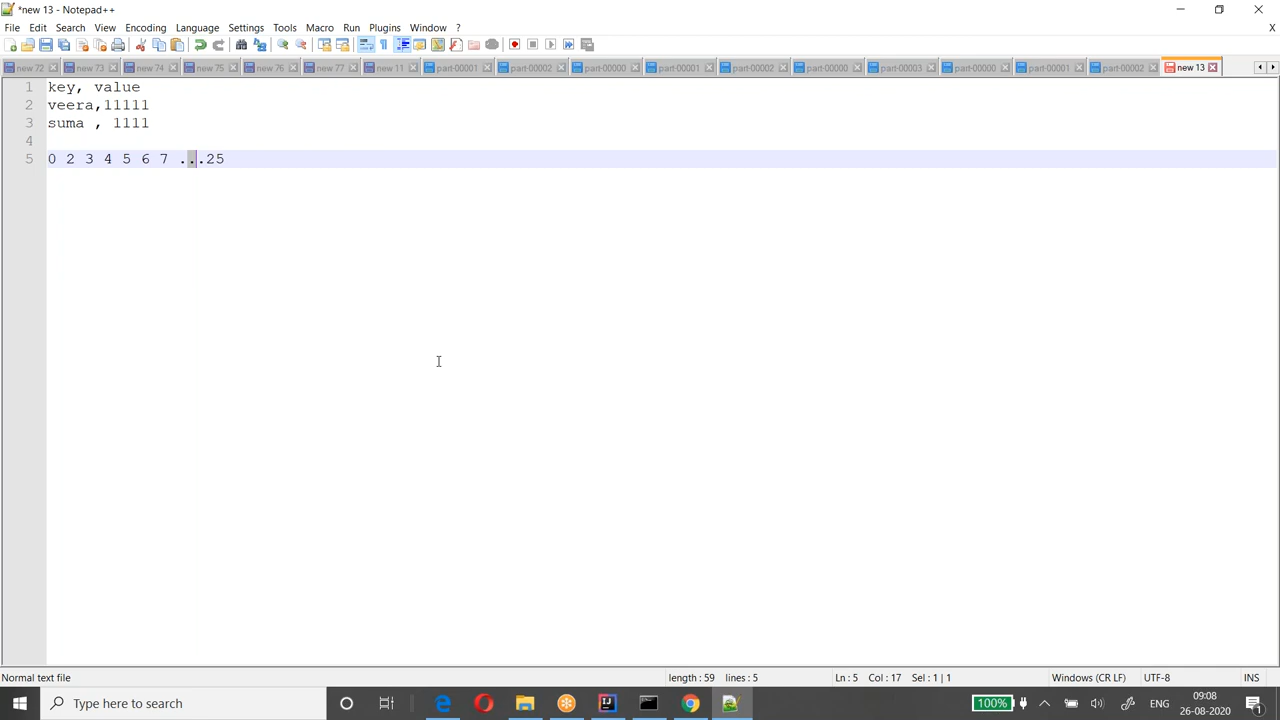 *new 13 - Notepad++
File Edit Search View Encoding Language Settings Tools Macro Run Plugins Window ? X
new 72 new 73 new 74 new 75 new 76 new 77 new 11 part-00001 part-00002 part-00000 part-00001 part-00002 part-00000 part-00003 part-00000 part-00001 part-00002 new 13
1 key, value
2 veera,11111
3 suma , 1111
4
5 0 2 3 4 5 6 7 ...25
Normal text file length : 59 lines : 5 Ln : 5 Col : 17 Sel : 1 | 1 Windows (CR LF) UTF-8 INS
Type here to search 100% ENG 09:08
26-08-2020 1